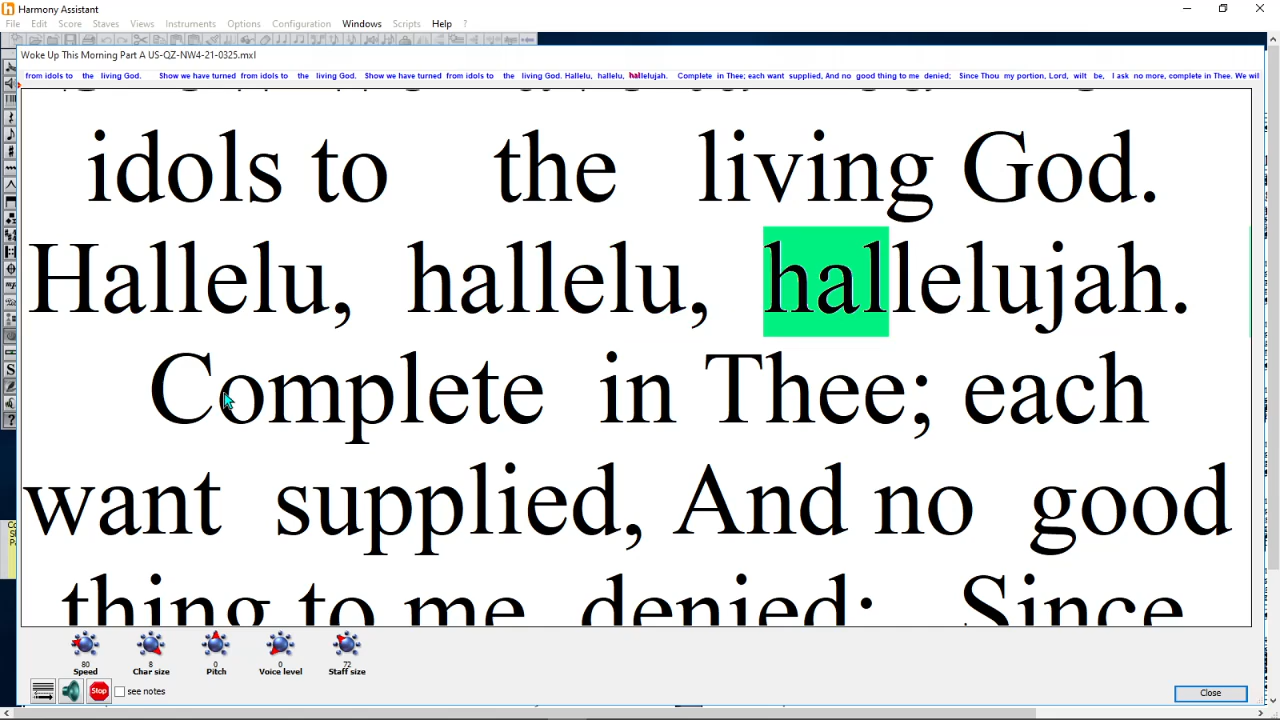 Harmony Assistant
File Edit Score Staves Views Instruments Options Configuration Windows Scripts Help ?
Woke Up This Morning Part A US-QZ-NW4-21-0325.mxl
from idols to the living God. Show we have turned from idols to the living God. Show we have turned from idols to the living God. Hallelu, hallelu, hallelujah. Complete in Thee; each want supplied, And no good thing to me denied; Since Thou my portion, Lord, wilt be, I ask no more, complete in Thee. We wil
idols to the living God.
Hallelu, hallelu, hallelujah.
Complete in Thee; each
want supplied, And no good
thing to me denied; Since
80 8 0 0 72
Speed Char size Pitch Voice level Staff size
Stop see notes Close